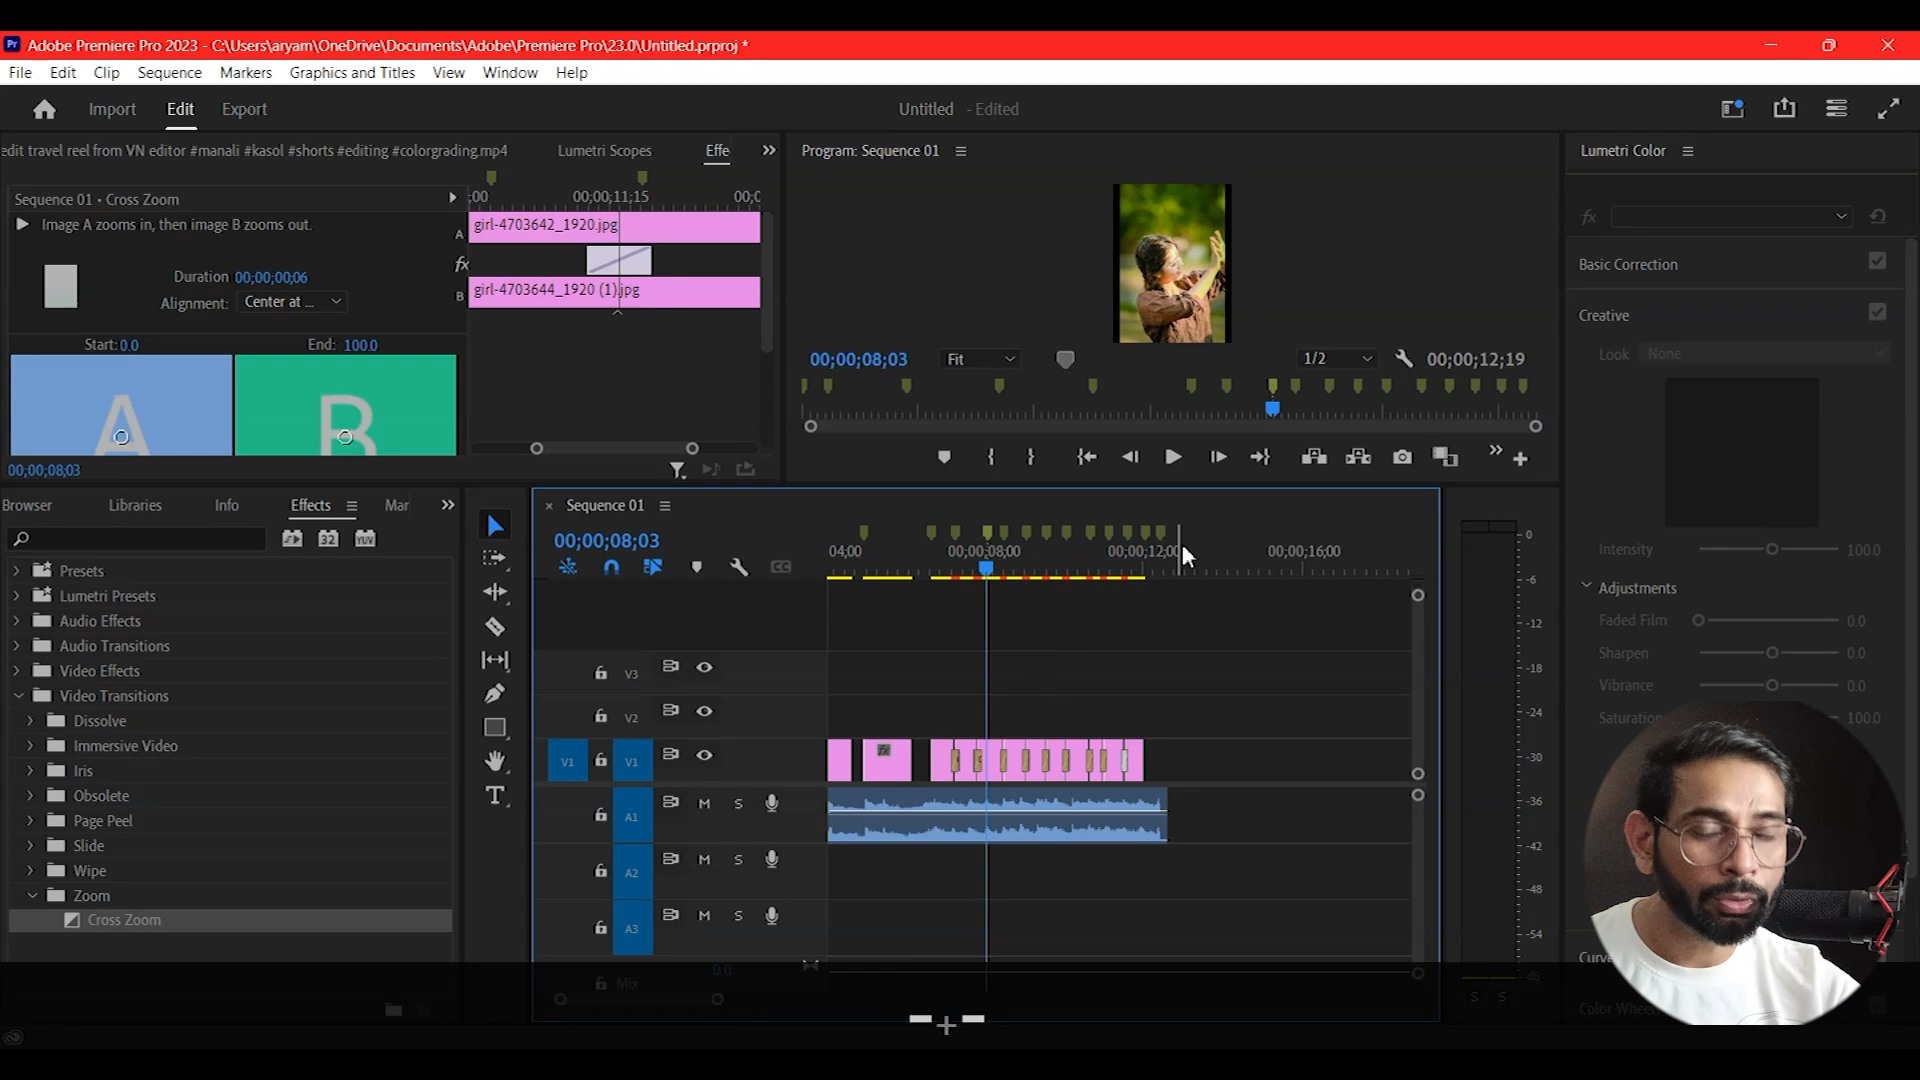 Pr Adobe Premiere Pro 2023 - C:\Users\aryam\OneDrive\Documents\Adobe\Premiere Pro\23.0\Untitled.prproj *
File Edit Clip Sequence Markers Graphics and Titles View Window Help
Import Edit Export Untitled - Edited
edit travel reel from VN editor #manali #kasol #shorts #editing #colorgrading.mp4 Lumetri Scopes Effe
Program: Sequence 01
Lumetri Color
Sequence 01 • Cross Zoom
;00 00;00;11;15 00;0
Image A zooms in, then image B zooms out.
A girl-4703642_1920.jpg
fx
B girl-4703644_1920 (1).jpg
Duration 00;00;00;06
Alignment: Center at ...
Start: 0.0 End: 100.0
A B
00;00;08;03
00;00;08;03 Fit 1/2 00;00;12;19
fx
Basic Correction
Creative
Look None
Intensity 100.0
Adjustments
Faded Film 0.0
Sharpen 0.0
Vibrance 0.0
Saturation 100.0
Curve
Color Whee
Browser Libraries Info Effects Mar
32 YUV
Presets
Lumetri Presets
Audio Effects
Audio Transitions
Video Effects
Video Transitions
Dissolve
Immersive Video
Iris
Obsolete
Page Peel
Slide
Wipe
Zoom
Cross Zoom
× Sequence 01
00;00;08;03
04;00 00;00;08;00 00;00;12;00 00;00;16;00
CC
V3
V2
V1 V1 fx
A1 M S
A2 M S
A3 M S
Mix 0.0
0
-6
-12
-18
-24
-30
-36
-42
-48
-54
dB
S S